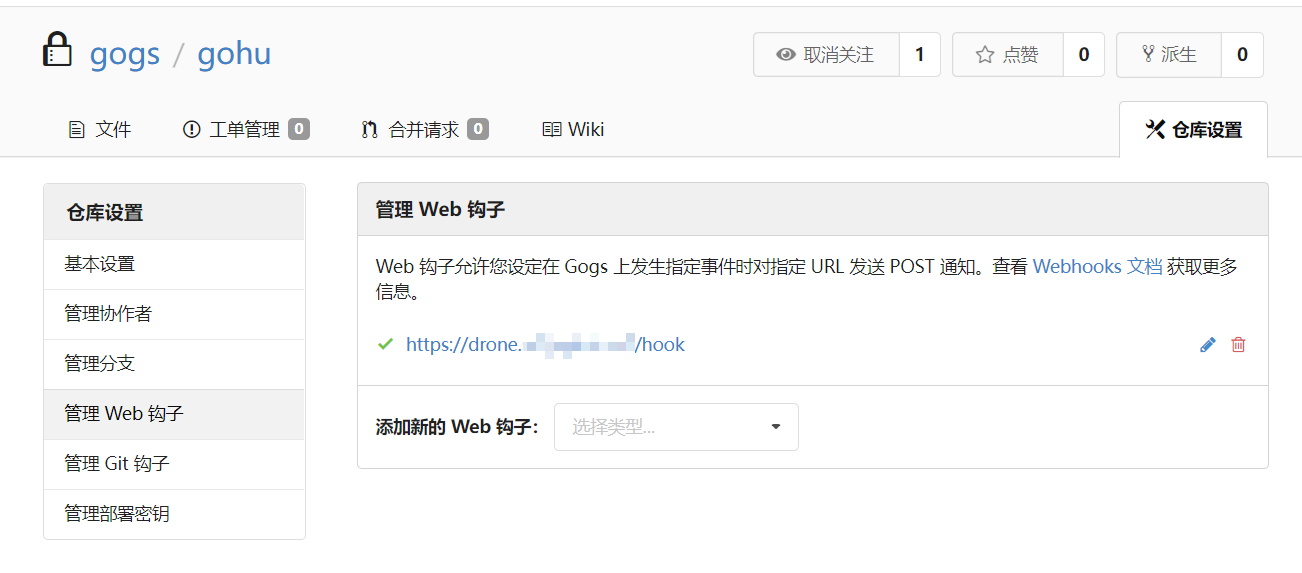 gogs / gohu
取消关注 1
点赞 0
派生 0
文件
工单管理 0
合并请求 0
Wiki
仓库设置
仓库设置
基本设置
管理协作者
管理分支
管理 Web 钩子
管理 Git 钩子
管理部署密钥
管理 Web 钩子
Web 钩子允许您设定在 Gogs 上发生指定事件时对指定 URL 发送 POST 通知。查看 Webhooks 文档 获取更多
信息。
https://drone. /hook
添加新的 Web 钩子：
选择类型...